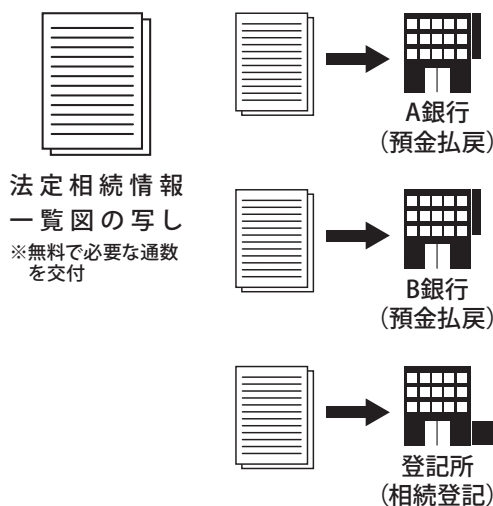 法定相続情報
一覧図の写し
※無料で必要な通数
を交付
A銀行
(預金払戻)
B銀行
(預金払戻)
登記所
(相続登記)